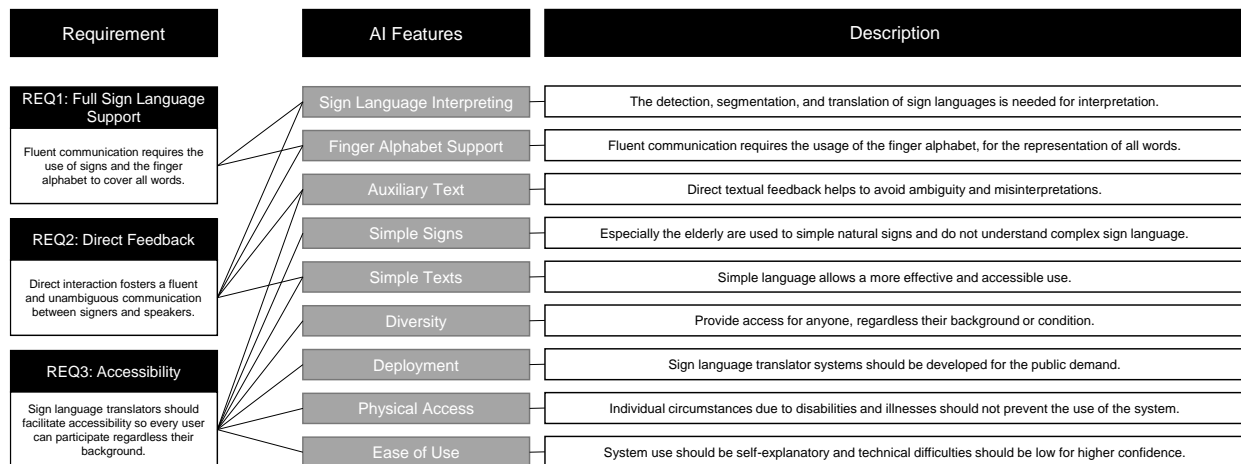 Requirement
AI Features
Description
REQ1: Full Sign Language
Support
Fluent communication requires the
use of signs and the finger
alphabet to cover all words.
REQ2: Direct Feedback
Direct interaction fosters a fluent
and unambiguous communication
between signers and speakers.
REQ3: Accessibility
Sign language translators should
facilitate accessibility so every user
can participate regardless their
background.
Sign Language Interpreting
The detection, segmentation, and translation of sign languages is needed for interpretation.
Finger Alphabet Support
Fluent communication requires the usage of the finger alphabet, for the representation of all words.
Auxiliary Text
Direct textual feedback helps to avoid ambiguity and misinterpretations.
Simple Signs
Especially the elderly are used to simple natural signs and do not understand complex sign language.
Simple Texts
Simple language allows a more effective and accessible use.
Diversity
Provide access for anyone, regardless their background or condition.
Deployment
Sign language translator systems should be developed for the public demand.
Physical Access
Individual circumstances due to disabilities and illnesses should not prevent the use of the system.
Ease of Use
System use should be self-explanatory and technical difficulties should be low for higher confidence.